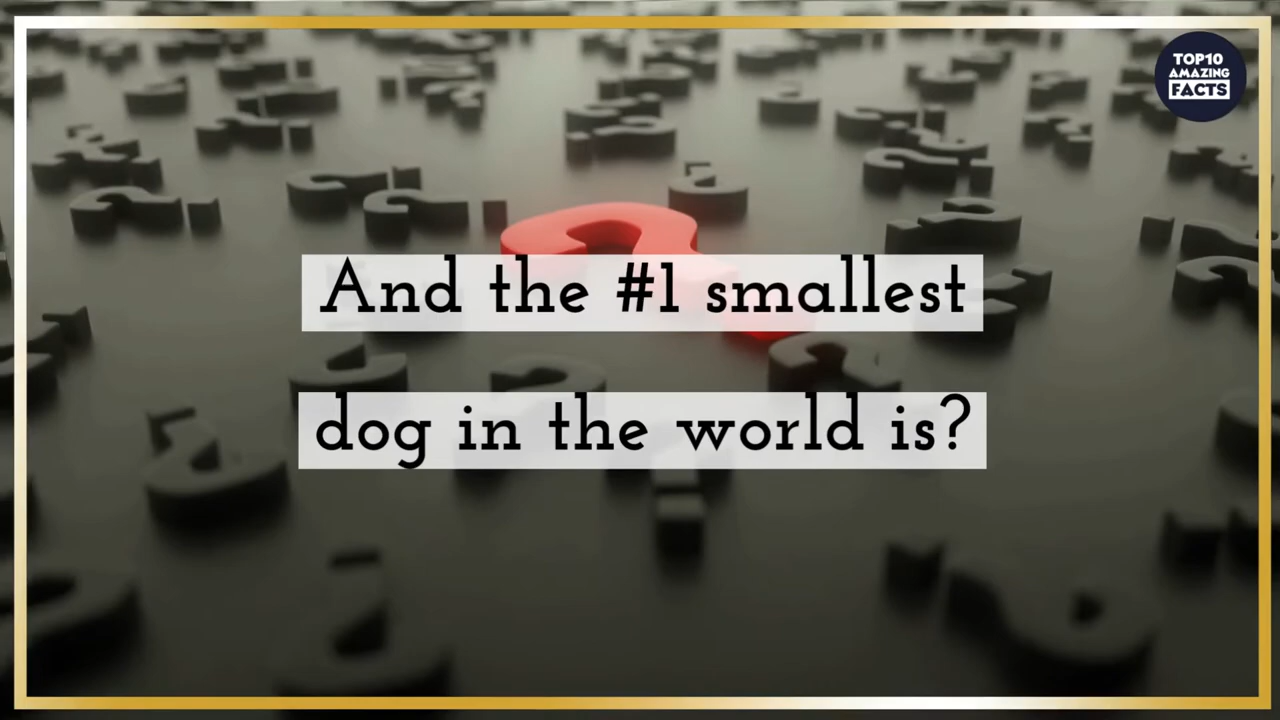 TOP10
AMAZING
FACTS
And the #1 smallest
dog in the world is?